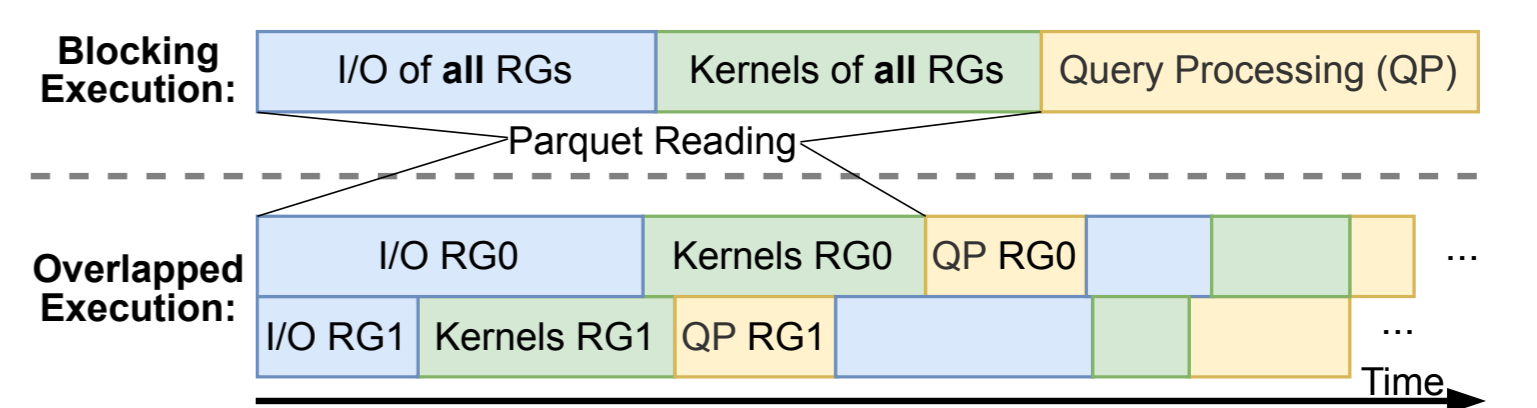 Blocking
Execution:
I/O of all RGs
Kernels of all RGs
Query Processing (QP)
Parquet Reading
Overlapped
Execution:
I/O RG0
Kernels RG0
QP RG0
...
I/O RG1
Kernels RG1
QP RG1
...
Time